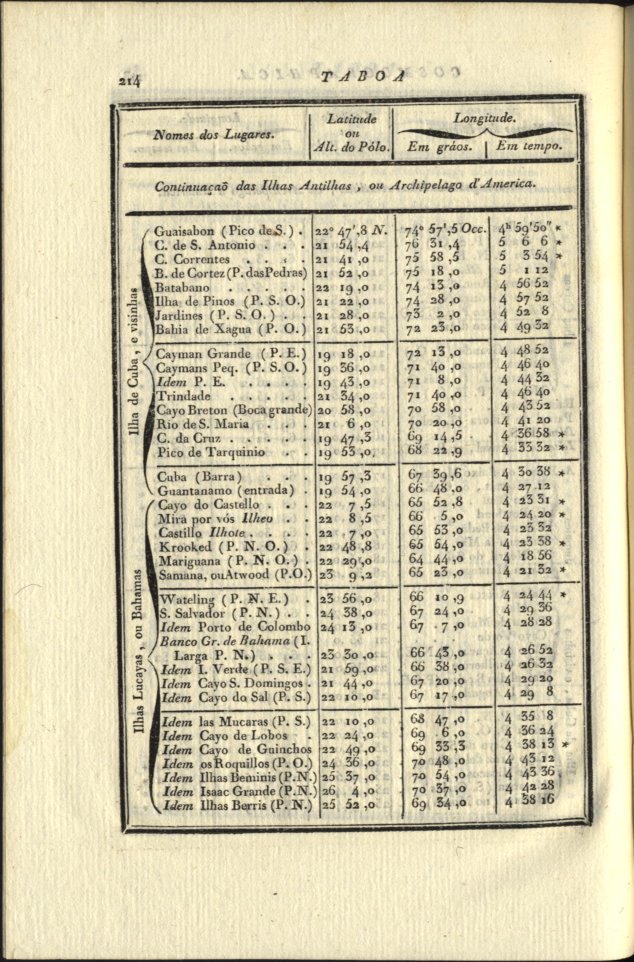 214 TABOA
Nomes dos Lugares. Latitude ou Alt. do Pólo. Longitude. Em gráos. Em tempo.
Continuaçaõ das Ilhas Antilhas, ou Archipelago d'America.
Ilha de Cuba, e visinhas
Guaisabon (Pico de S.) . 22° 47',8 N. 74° 57',5 Occ. 4h 59' 50" *
C. de S. Antonio . . . 21 54 ,4 76 31 ,4 5 6 6 *
C. Correntes . . . . 21 41 ,0 75 58 ,5 5 3 54 *
B. de Cortez (P. das Pedras) 21 52 ,0 75 18 ,0 5 1 12
Batabano . . . . . 22 19 ,0 74 13 ,0 4 56 52
Ilha de Pinos (P. S. O.) 21 22 ,0 74 28 ,0 4 57 52
Jardines (P. S. O.) . . 21 28 ,0 73 2 ,0 4 52 8
Bahia de Xagua (P. O.) 21 53 ,0 72 23 ,0 4 49 32
Cayman Grande (P. E.) 19 18 ,0 72 13 ,0 4 48 52
Caymans Peq. (P. S. O.) 19 36 ,0 71 40 ,0 4 46 40
Idem P. E. . . . . 19 43 ,0 71 8 ,0 4 44 32
Trindade . . . . . 21 34 ,0 71 40 ,0 4 46 40
Cayo Breton (Boca grande) 20 58 ,0 70 58 ,0 4 43 52
Rio de S. Maria . . . 21 6 ,0 70 20 ,0 4 41 20
C. da Cruz . . . . . 19 47 ,3 69 14 ,5 4 36 58 *
Pico de Tarquinio . . 19 53 ,0 68 22 ,9 4 33 32 *
Cuba (Barra) . . . 19 57 ,3 67 39 ,6 4 30 38 *
Guantanamo (entrada) . 19 54 ,0 66 48 ,0 4 27 12
Ilhas Lucayas, ou Bahamas
Cayo do Castello . . . 22 7 ,5 65 52 ,8 4 23 31 *
Mira por vós Ilheo . . 22 8 ,5 66 5 ,0 4 24 20 *
Castillo Ilhote . . . . 22 7 ,0 65 53 ,0 4 23 32
Krooked (P. N. O.) . 22 48 ,8 65 54 ,0 4 23 38 *
Mariguana (P. N. O.) . 22 29 ,0 64 44 ,0 4 18 56
Samana, ou Atwood (P.O.) 23 9 ,2 65 23 ,0 4 21 32 *
Wateling (P. N. E.) . 23 56 ,0 66 10 ,9 4 24 44 *
S. Salvador (P. N.) . . 24 38 ,0 67 24 ,0 4 29 36
Idem Porto de Colombo 24 13 ,0 67 7 ,0 4 28 28
Banco Gr. de Bahama (I.
Larga P. N.) . . . 23 30 ,0 66 43 ,0 4 26 52
Idem I. Verde (P. S. E.) 21 59 ,0 66 38 ,0 4 26 32
Idem Cayo S. Domingos . 21 44 ,0 67 20 ,0 4 29 20
Idem Cayo do Sal (P. S.) 22 10 ,0 67 17 ,0 4 29 8
Idem las Mucaras (P. S.) 22 10 ,0 68 47 ,0 4 35 8
Idem Cayo de Lobos . 22 24 ,0 69 6 ,0 4 36 24
Idem Cayo de Guinchos 22 49 ,0 69 33 ,3 4 38 13 *
Idem os Roquillos (P. O.) 24 36 ,0 70 48 ,0 4 43 12
Idem Ilhas Beminis (P.N.) 25 37 ,0 70 54 ,0 4 43 36
Idem Isaac Grande (P.N.) 26 4 ,0 70 37 ,0 4 42 28
Idem Ilhas Berris (P. N.) 25 52 ,0 69 34 ,0 4 38 16